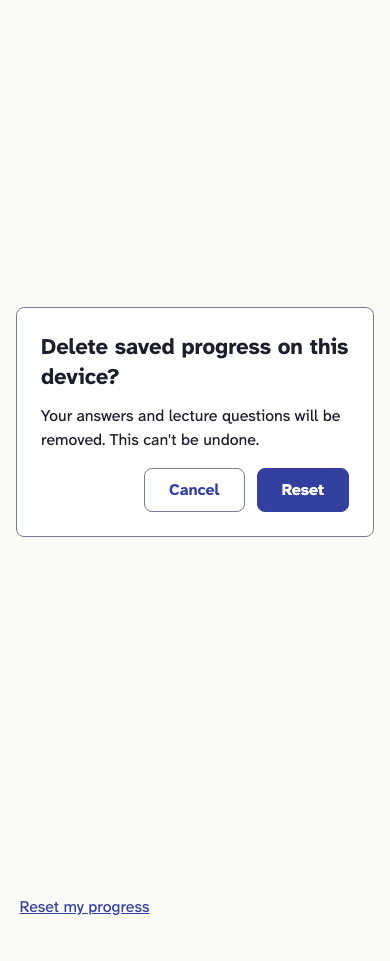 Delete saved progress on this
device?
Your answers and lecture questions will be
removed. This can't be undone.
Cancel
Reset
Reset my progress